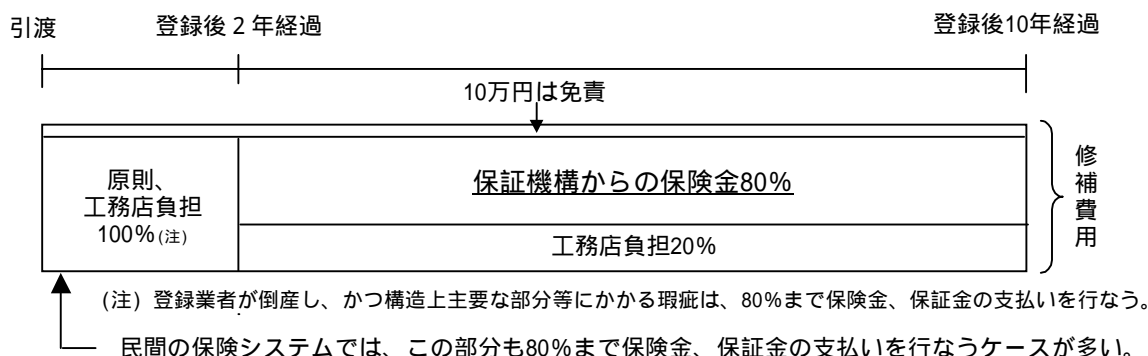 引渡
登録後２年経過
登録後10年経過
10万円は免責
原則、
工務店負担
100%(注)
保証機構からの保険金80%
工務店負担20%
修補費用
(注) 登録業者が倒産し、かつ構造上主要な部分等にかかる瑕疵は、80%まで保険金、保証金の支払いを行なう。
民間の保険システムでは、この部分も80%まで保険金、保証金の支払いを行なうケースが多い。